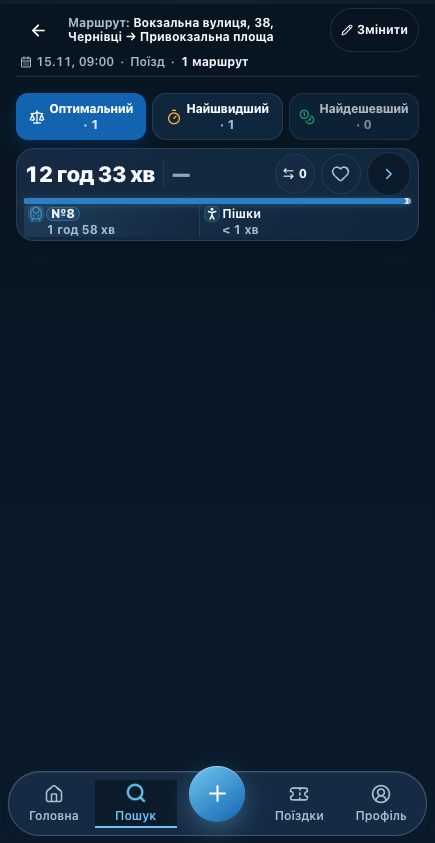 Маршрут: Вокзальна вулиця, 38,
Чернівці → Привокзальна площа
Змінити
15.11, 09:00 · Поїзд · 1 маршрут
Оптимальний
· 1
Найшвидший
· 1
Найдешевший
· 0
12 год 33 хв
—
0
№8
1 год 58 хв
Пішки
< 1 хв
Головна
Пошук
Поїздки
Профіль